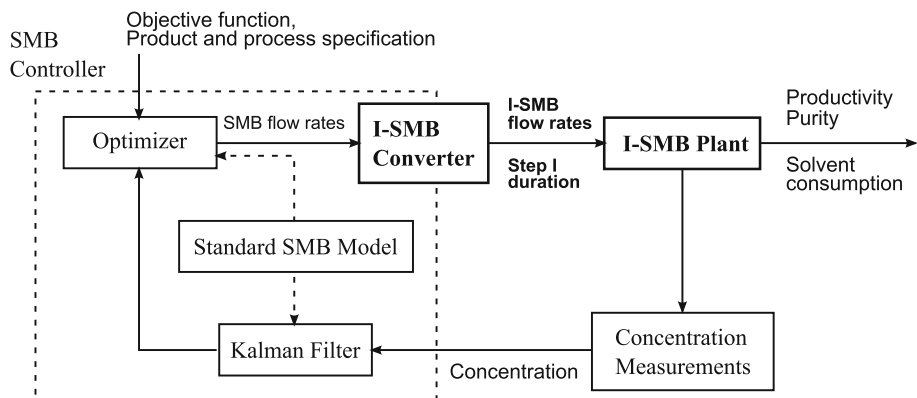 Objective function,
Product and process specification
SMB
Controller
Optimizer
SMB flow rates
I-SMB
Converter
I-SMB
flow rates
Step I
duration
I-SMB Plant
Productivity
Purity
Solvent
consumption
Standard SMB Model
Kalman Filter
Concentration
Concentration
Measurements